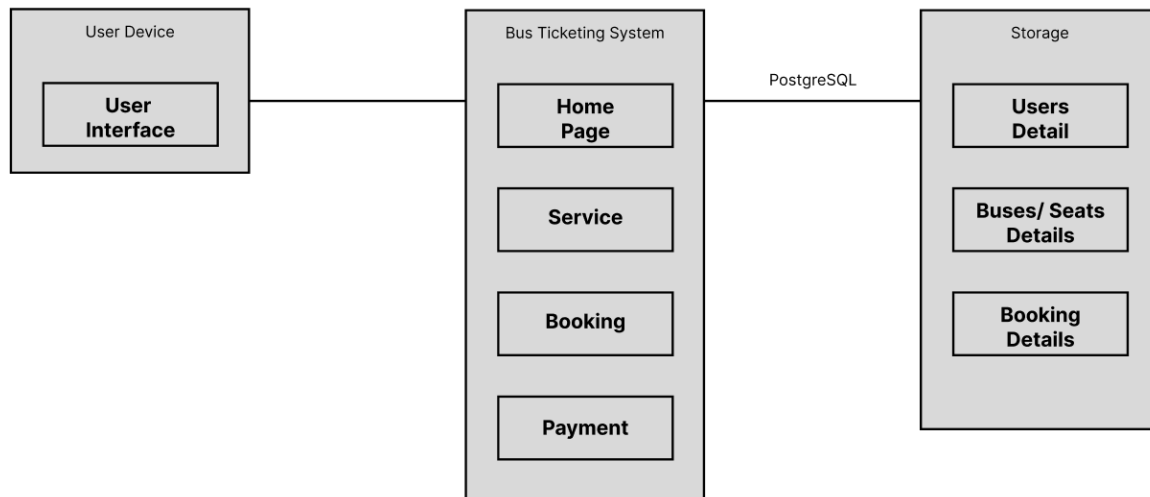 User Device
User
Interface
Bus Ticketing System
Home
Page
Service
Booking
Payment
PostgreSQL
Storage
Users
Detail
Buses/ Seats
Details
Booking
Details